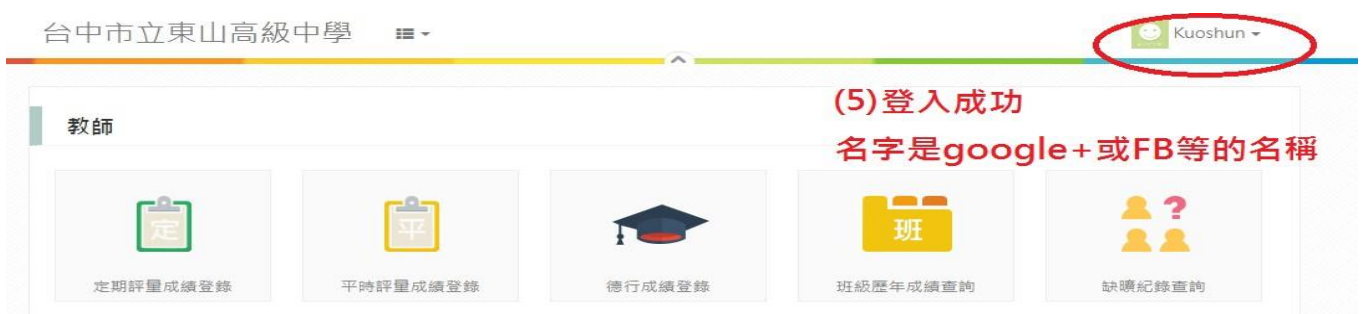 台中市立東山高級中學
Kuoshun
(5)登入成功
名字是google+或FB等的名稱
教師
定
平
班
?
定期評量成績登錄
平時評量成績登錄
德行成績登錄
班級歷年成績查詢
缺曠紀錄查詢